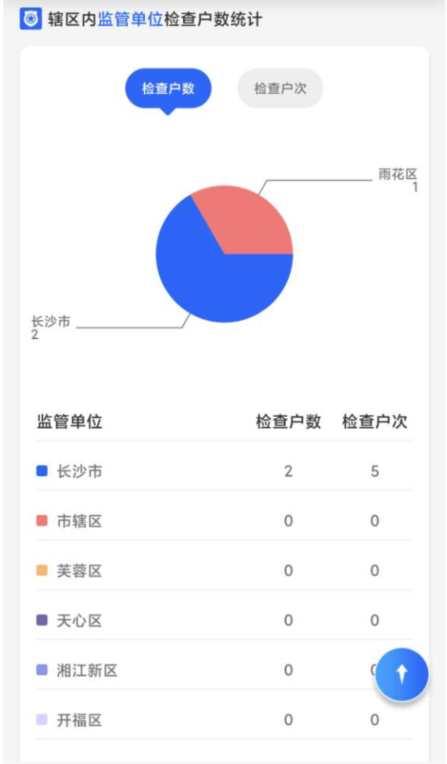 辖区内监管单位检查户数统计
检查户数 检查户次
雨花区
1
长沙市
2
监管单位 检查户数 检查户次
长沙市 2 5
市辖区 0 0
芙蓉区 0 0
天心区 0 0
湘江新区 0
开福区 0 0